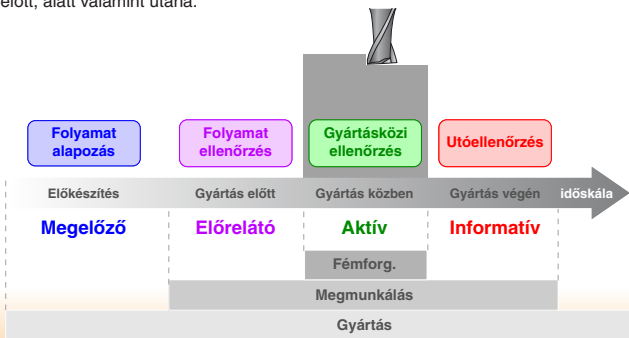 előtt, alatt valamint utána.
Folyamat
alapozás
Folyamat
ellenőrzés
Gyártásközi
ellenőrzés
Utóellenőrzés
Előkészítés
Gyártás előtt
Gyártás közben
Gyártás végén
időskála
Megelőző
Előrelátó
Aktív
Informatív
Fémforg.
Megmunkálás
Gyártás